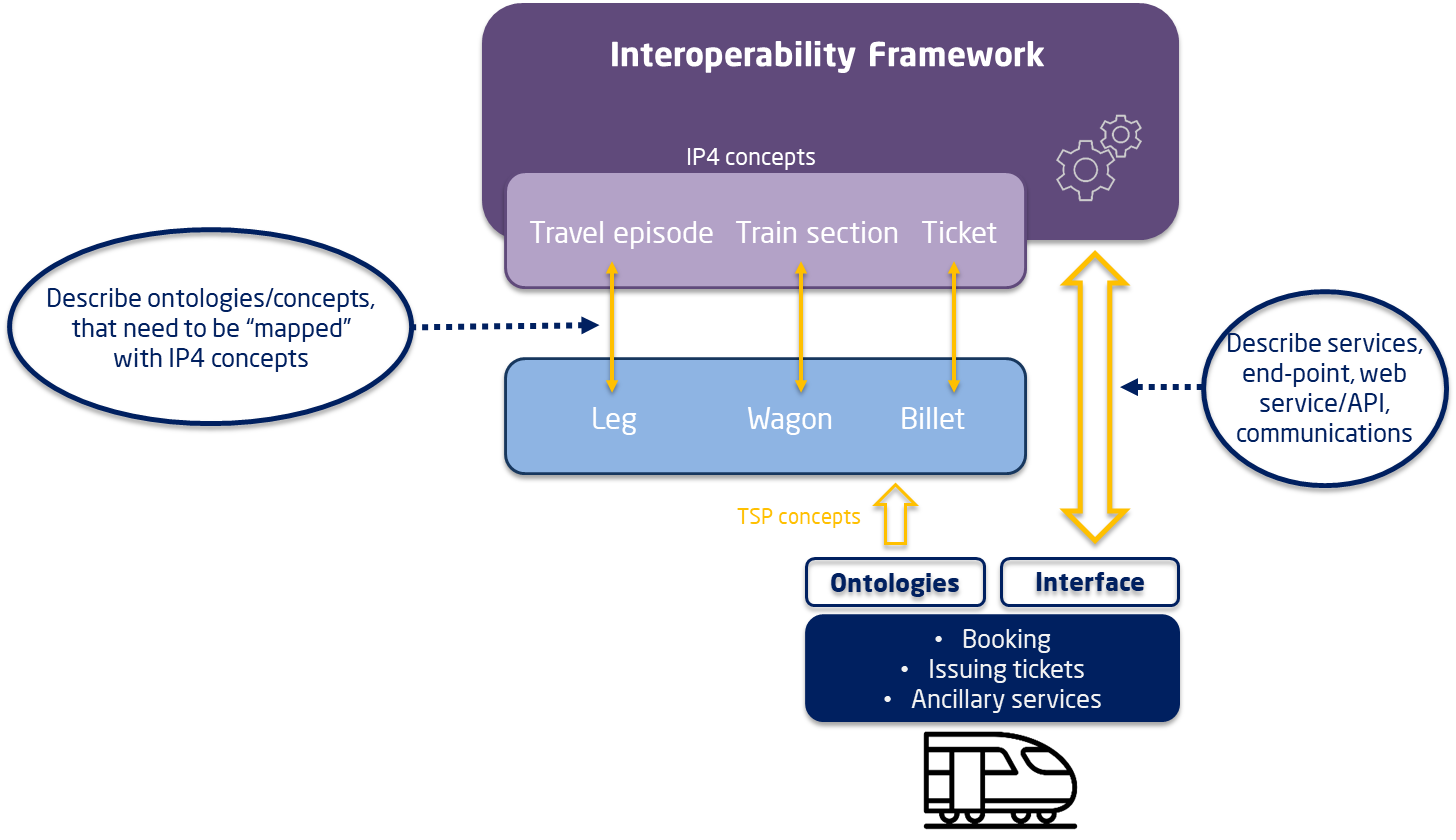 Interoperability Framework
IP4 concepts
Travel episode Train section Ticket
Describe ontologies/concepts,
that need to be “mapped”
with IP4 concepts
Describe services,
end-point, web
service/API,
communications
Leg Wagon Billet
TSP concepts
Ontologies
Interface
• Booking
• Issuing tickets
• Ancillary services